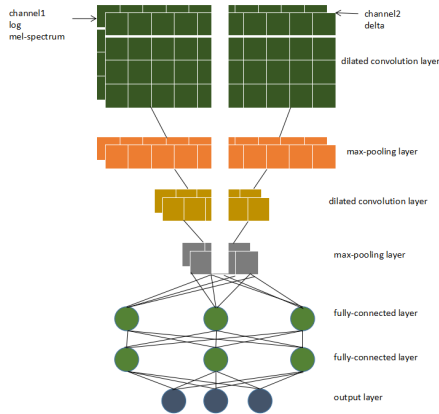 channel1
log
mel-spectrum
channel2
delta
dilated convolution layer
max-pooling layer
dilated convolution layer
max-pooling layer
fully-connected layer
fully-connected layer
output layer